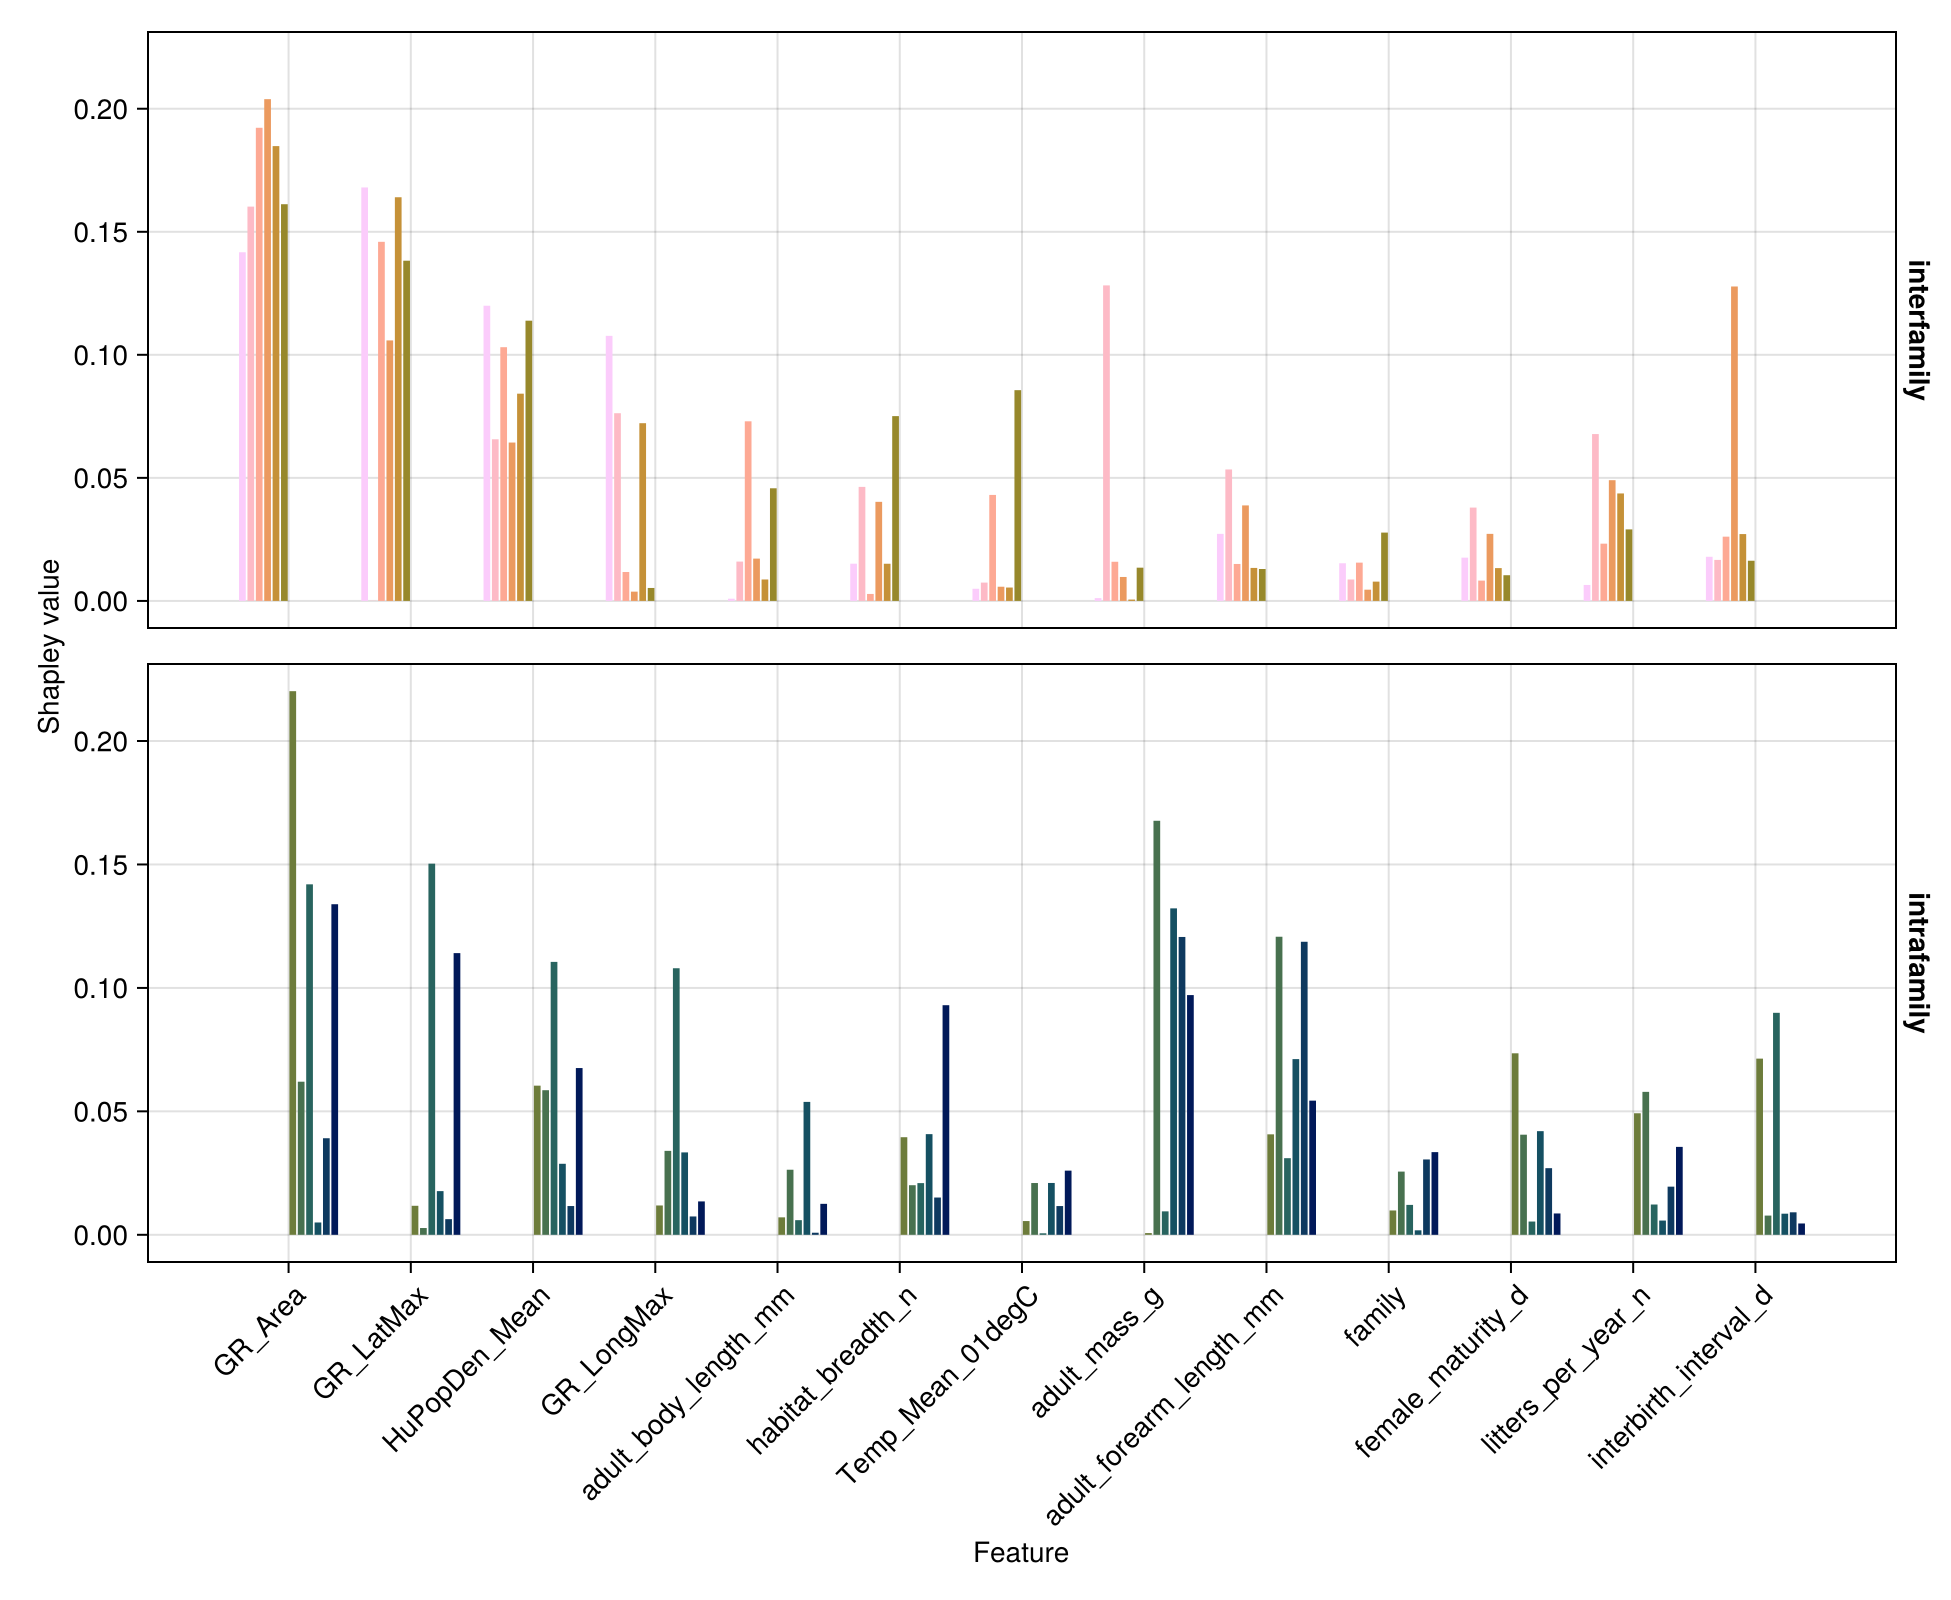 0.20
0.15
0.10
0.05
0.00
interfamily
Shapley value
0.20
0.15
0.10
0.05
0.00
intrafamily
GR_Area
GR_LatMax
HuPopDen_Mean
GR_LongMax
adult_body_length_mm
habitat_breadth_n
Temp_Mean_01degC
adult_mass_g
adult_forearm_length_mm
family
female_maturity_d
litters_per_year_n
interbirth_interval_d
Feature